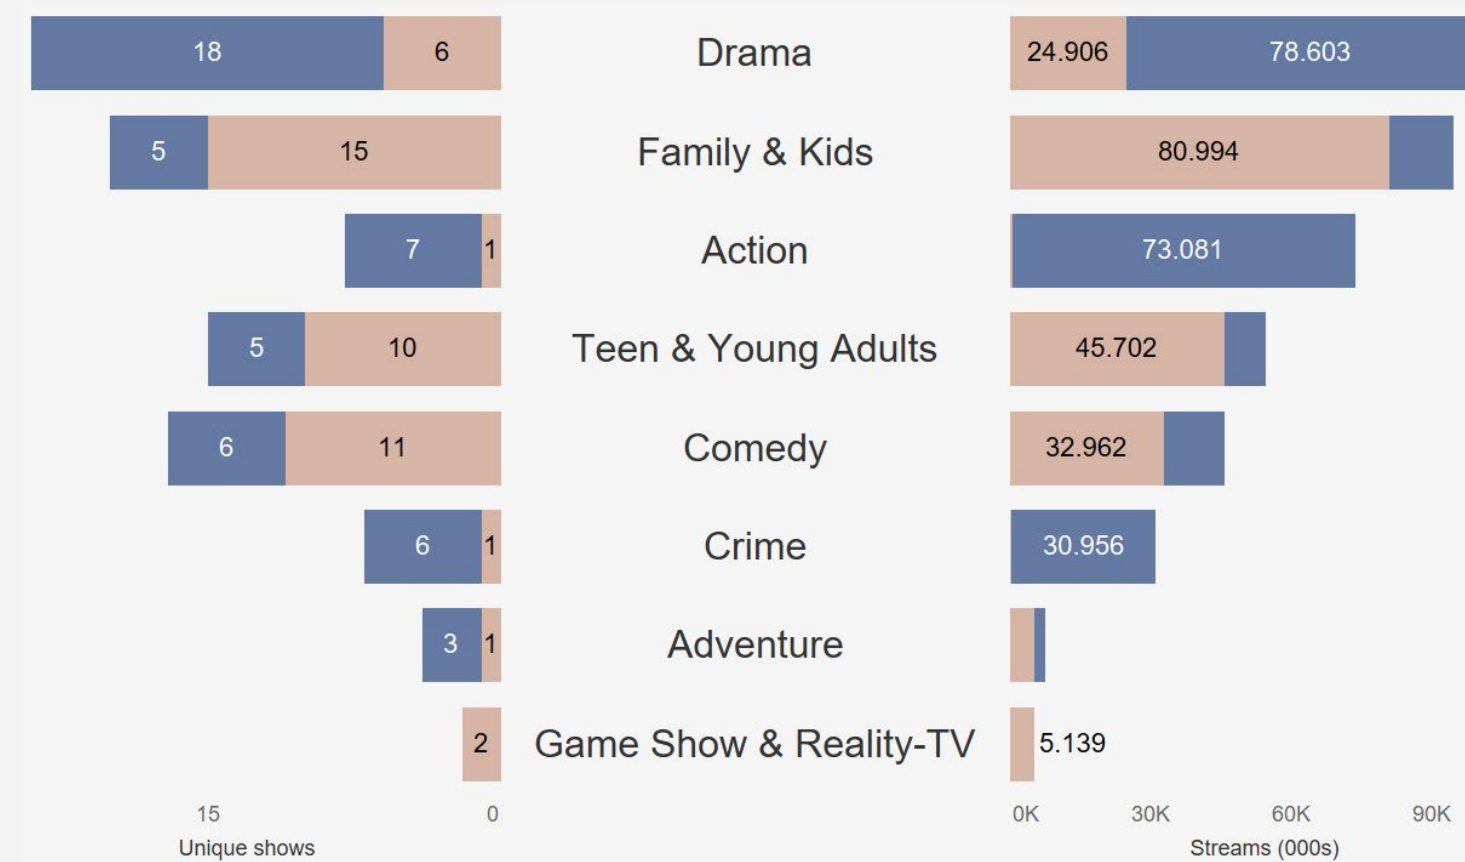 18 6 Drama 24.906 78.603
5 15 Family & Kids 80.994
7 1 Action 73.081
5 10 Teen & Young Adults 45.702
6 11 Comedy 32.962
6 1 Crime 30.956
3 1 Adventure
2 Game Show & Reality-TV 5.139
15 0 0K 30K 60K 90K
Unique shows Streams (000s)